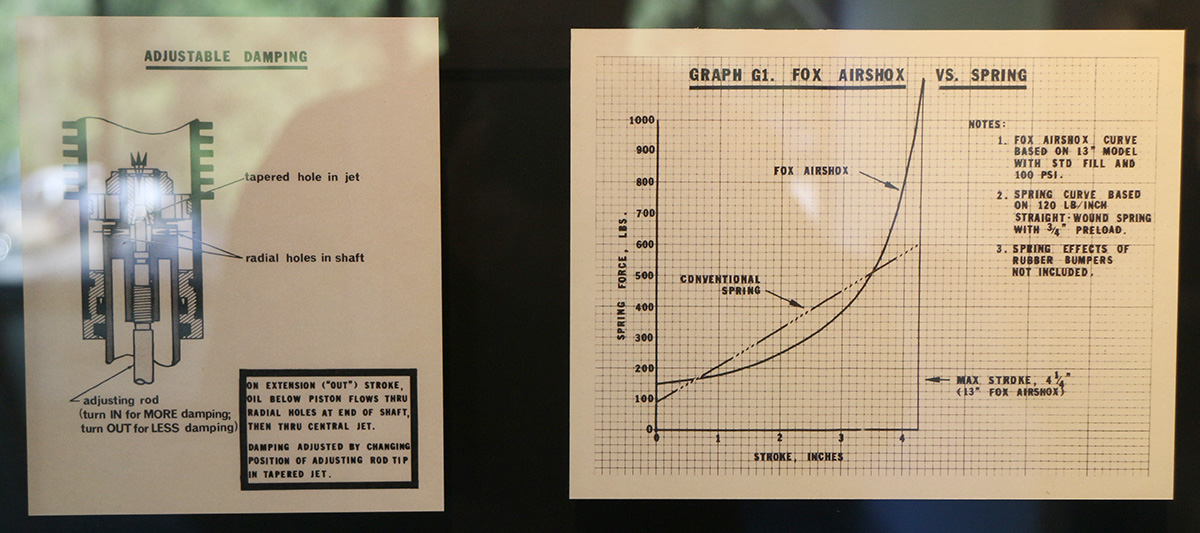 ADJUSTABLE DAMPING
tapered hole in jet
radial holes in shaft
adjusting rod
(turn IN for MORE damping;
turn OUT for LESS damping)
ON EXTENSION ("OUT") STROKE,
OIL BELOW PISTON FLOWS THRU
RADIAL HOLES AT END OF SHAFT,
THEN THRU CENTRAL JET.
DAMPING ADJUSTED BY CHANGING
POSITION OF ADJUSTING ROD TIP
IN TAPERED JET.
GRAPH G1. FOX AIRSHOX VS. SPRING
SPRING FORCE, LBS.
1000
900
800
700
600
500
400
300
200
100
0
0 1 2 3 4
STROKE, INCHES
FOX AIRSHOX
CONVENTIONAL
SPRING
NOTES:
1. FOX AIRSHOX CURVE
BASED ON 13" MODEL
WITH STD FILL AND
100 PSI.
2. SPRING CURVE BASED
ON 120 LB/INCH
STRAIGHT-WOUND SPRING
WITH 3/4" PRELOAD.
3. SPRING EFFECTS OF
RUBBER BUMPERS
NOT INCLUDED.
MAX STROKE, 4 1/4"
(13" FOX AIRSHOX)